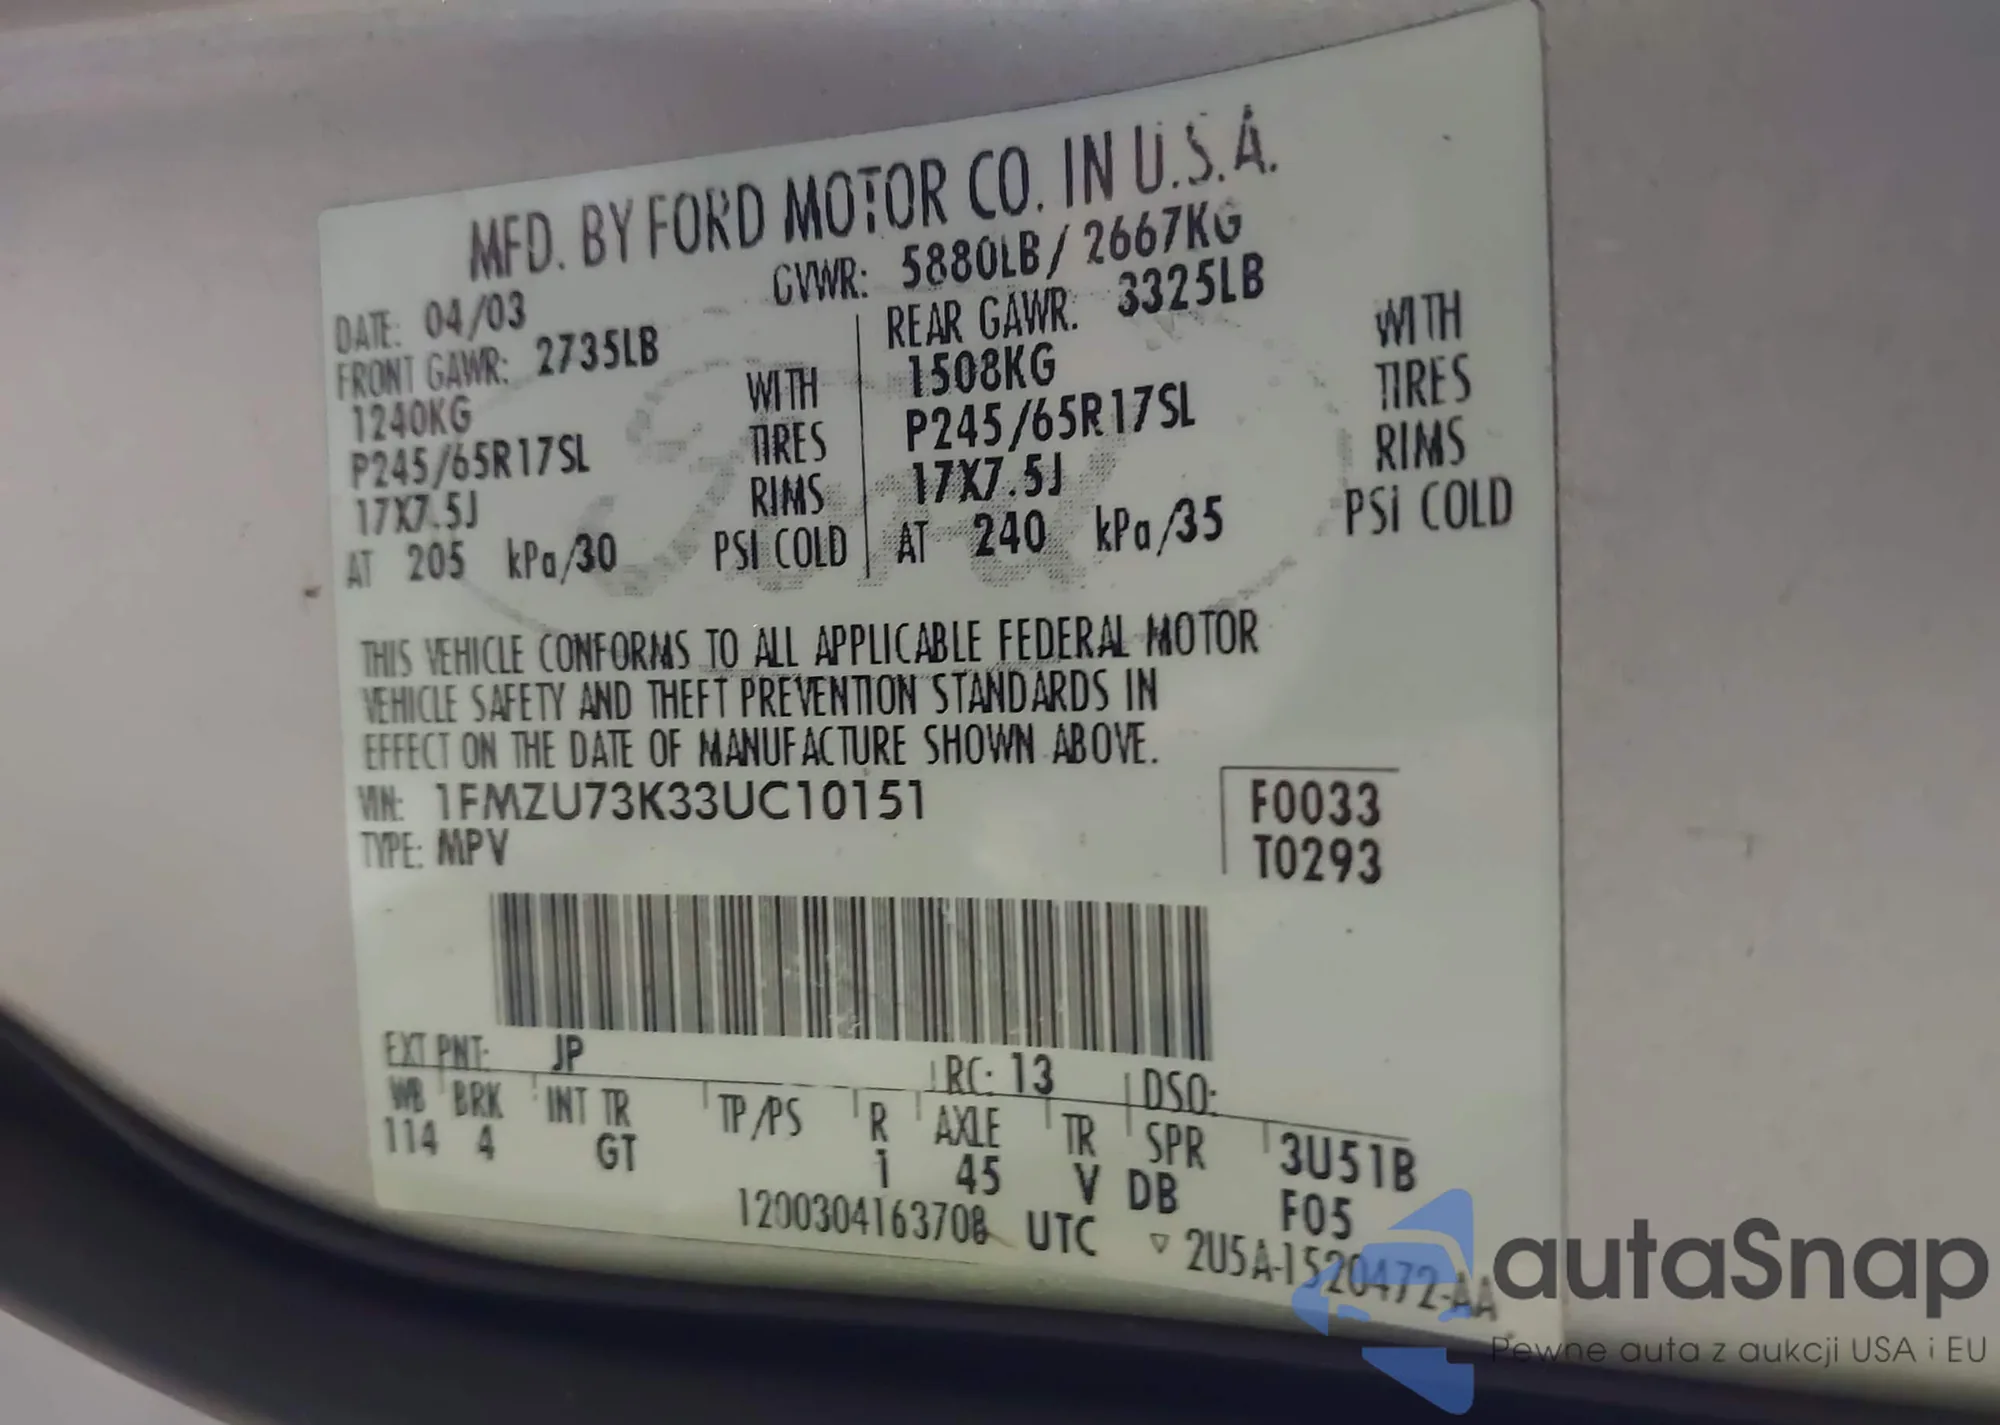 MFD. BY FORD MOTOR CO. IN U.S.A.
DATE: 04/03 GVWR: 5880LB/2667KG
FRONT GAWR: 2735LB REAR GAWR: 3325LB
1240KG WITH 1508KG WITH
P245/65R17SL TIRES P245/65R17SL TIRES
17X7.5J RIMS 17X7.5J RIMS
AT 205 kPa/30 PSI COLD AT 240 kPa/35 PSI COLD
THIS VEHICLE CONFORMS TO ALL APPLICABLE FEDERAL MOTOR
VEHICLE SAFETY AND THEFT PREVENTION STANDARDS IN
EFFECT ON THE DATE OF MANUFACTURE SHOWN ABOVE.
VIN: 1FMZU73K33UC10151 F0033
TYPE: MPV T0293
EXT PNT: JP RC: 13 DSO:
WB BRK INT TR TP/PS R AXLE TR SPR 3U51B
114 4 GT 1 45 V DB F05
1200304163708 UTC ▽ 2U5A-1520472-AA
autaSnap
Pewne auta z aukcji USA i EU